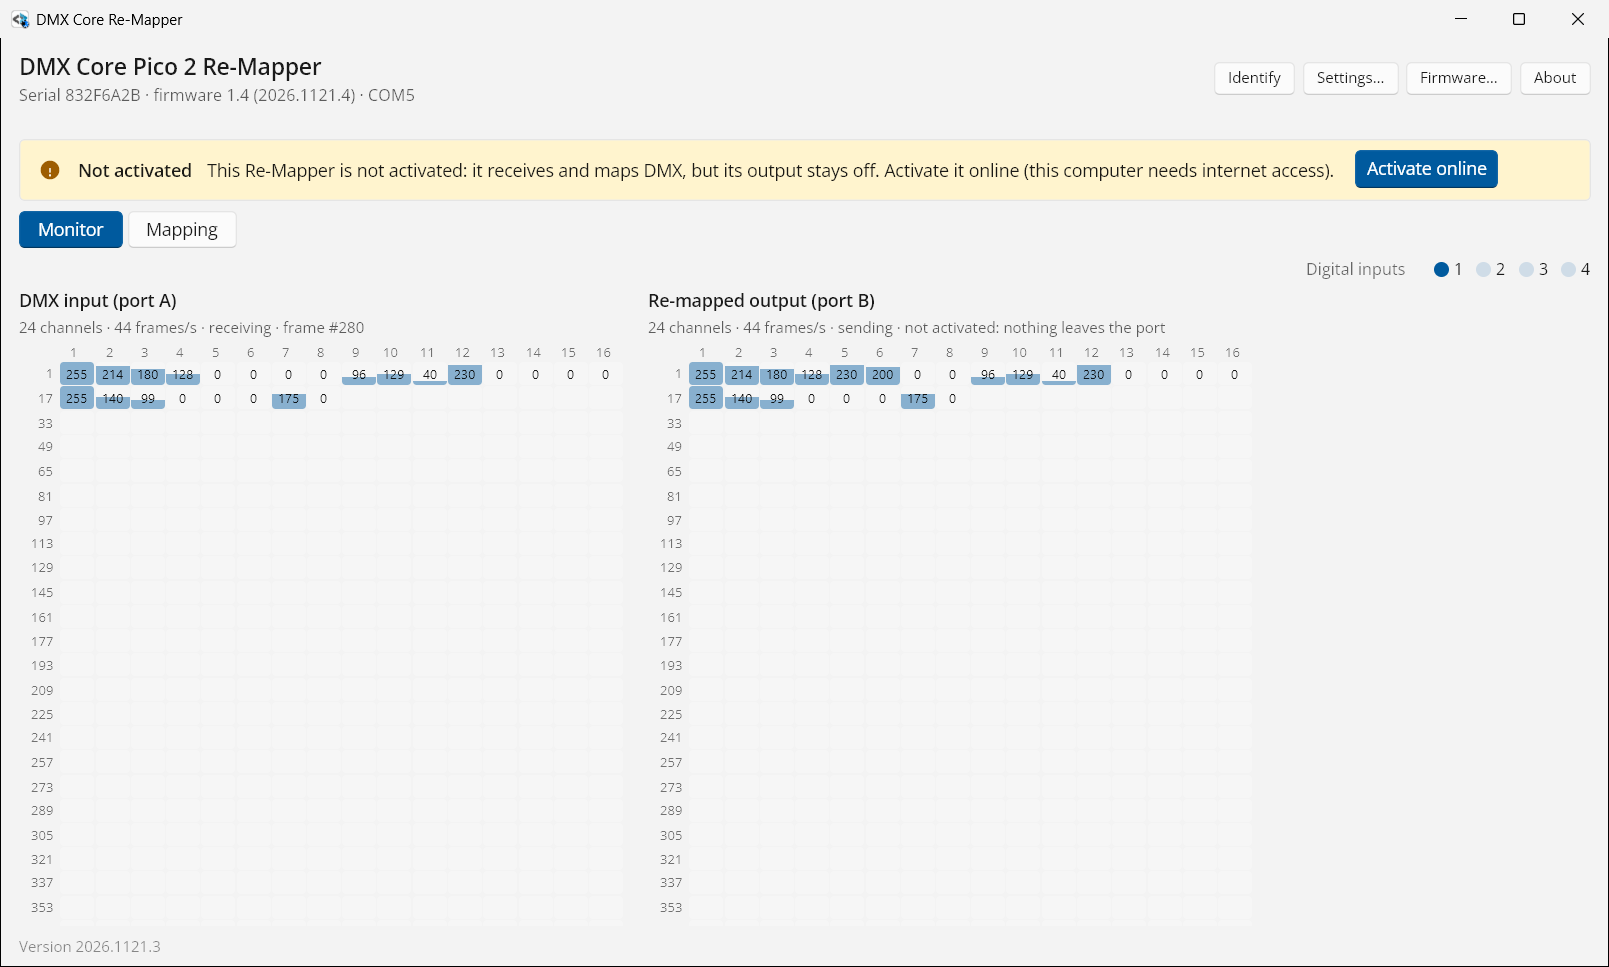 DMX Core Re-Mapper
DMX Core Pico 2 Re-Mapper
Serial 832F6A2B · firmware 1.4 (2026.1121.4) · COM5
Identify Settings... Firmware... About
Not activated This Re-Mapper is not activated: it receives and maps DMX, but its output stays off. Activate it online (this computer needs internet access). Activate online
Monitor Mapping
Digital inputs 1 2 3 4
DMX input (port A)
24 channels · 44 frames/s · receiving · frame #280
1 2 3 4 5 6 7 8 9 10 11 12 13 14 15 16
1 255 214 180 128 0 0 0 0 96 129 40 230 0 0 0 0
17 255 140 99 0 0 0 175 0
33
49
65
81
97
113
129
145
161
177
193
209
225
241
257
273
289
305
321
337
353
Re-mapped output (port B)
24 channels · 44 frames/s · sending · not activated: nothing leaves the port
1 2 3 4 5 6 7 8 9 10 11 12 13 14 15 16
1 255 214 180 128 230 200 0 0 96 129 40 230 0 0 0 0
17 255 140 99 0 0 0 175 0
33
49
65
81
97
113
129
145
161
177
193
209
225
241
257
273
289
305
321
337
353
Version 2026.1121.3